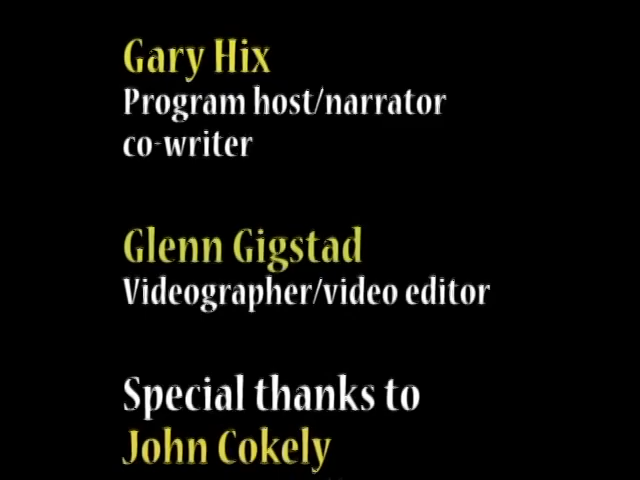 Gary Hix
Program host/narrator
co-writer
Glenn Gigstad
Videographer/video editor
Special thanks to
John Cokely